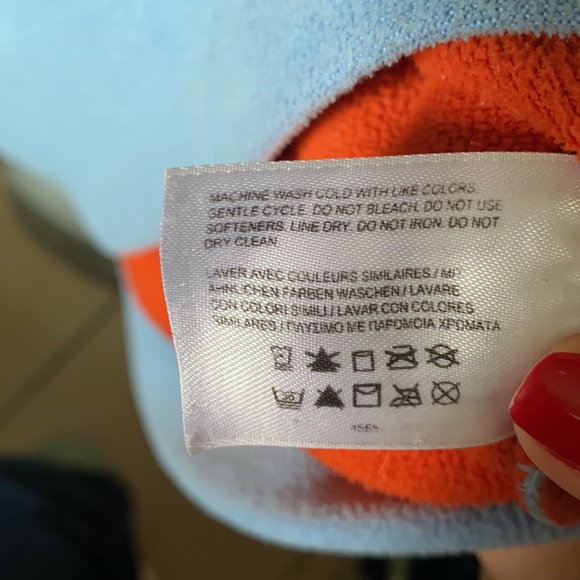 MACHINE WASH COLD WITH LIKE COLORS.
GENTLE CYCLE. DO NOT BLEACH. DO NOT USE
SOFTENERS. LINE DRY. DO NOT IRON. DO NOT
DRY CLEAN
LAVER AVEC COULEURS SIMILAIRES / MIT
ÄHNLICHEN FARBEN WASCHEN / LAVARE
CON COLORI SIMILI / LAVAR CON COLORES
SIMILARES / ΠΛΥΣΙΜΟ ΜΕ ΠΑΡΟΜΟΙΑ ΧΡΩΜΑΤΑ
30